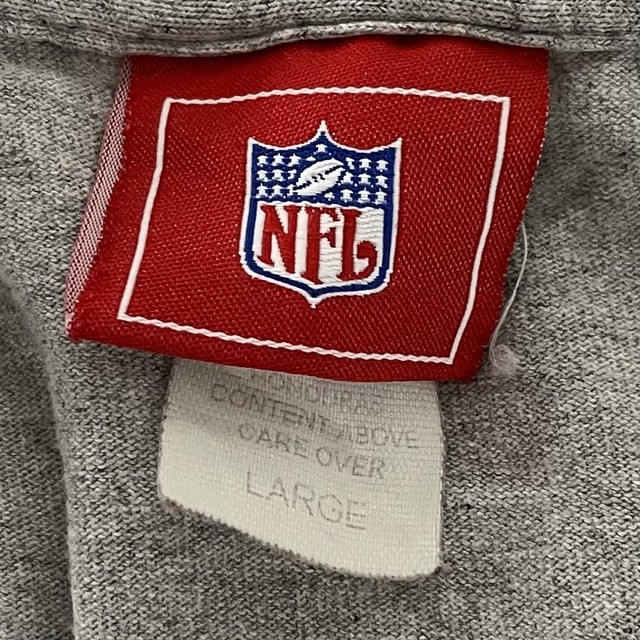 NFL
HONDURAS
CONTENT ABOVE
CARE OVER
LARGE